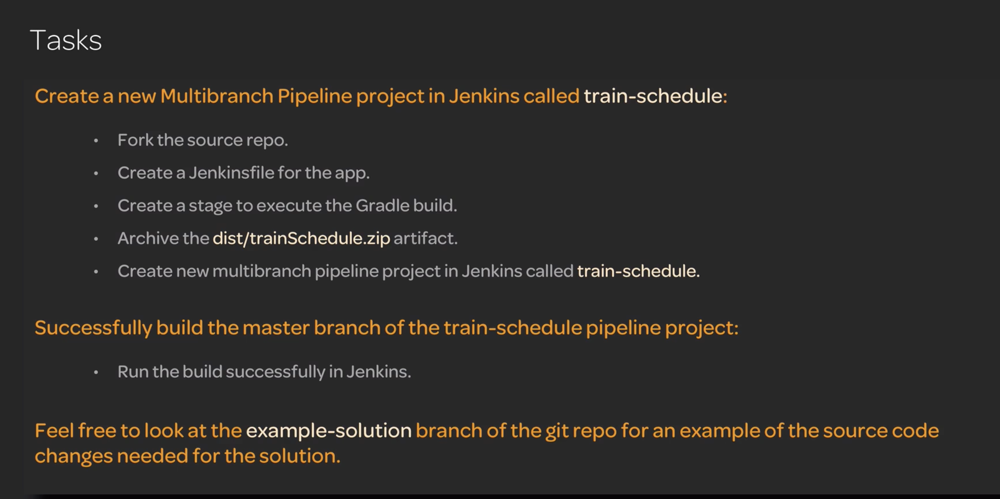 Tasks
Create a new Multibranch Pipeline project in Jenkins called train-schedule:
• Fork the source repo.
• Create a Jenkinsfile for the app.
• Create a stage to execute the Gradle build.
• Archive the dist/trainSchedule.zip artifact.
• Create new multibranch pipeline project in Jenkins called train-schedule.
Successfully build the master branch of the train-schedule pipeline project:
• Run the build successfully in Jenkins.
Feel free to look at the example-solution branch of the git repo for an example of the source code
changes needed for the solution.